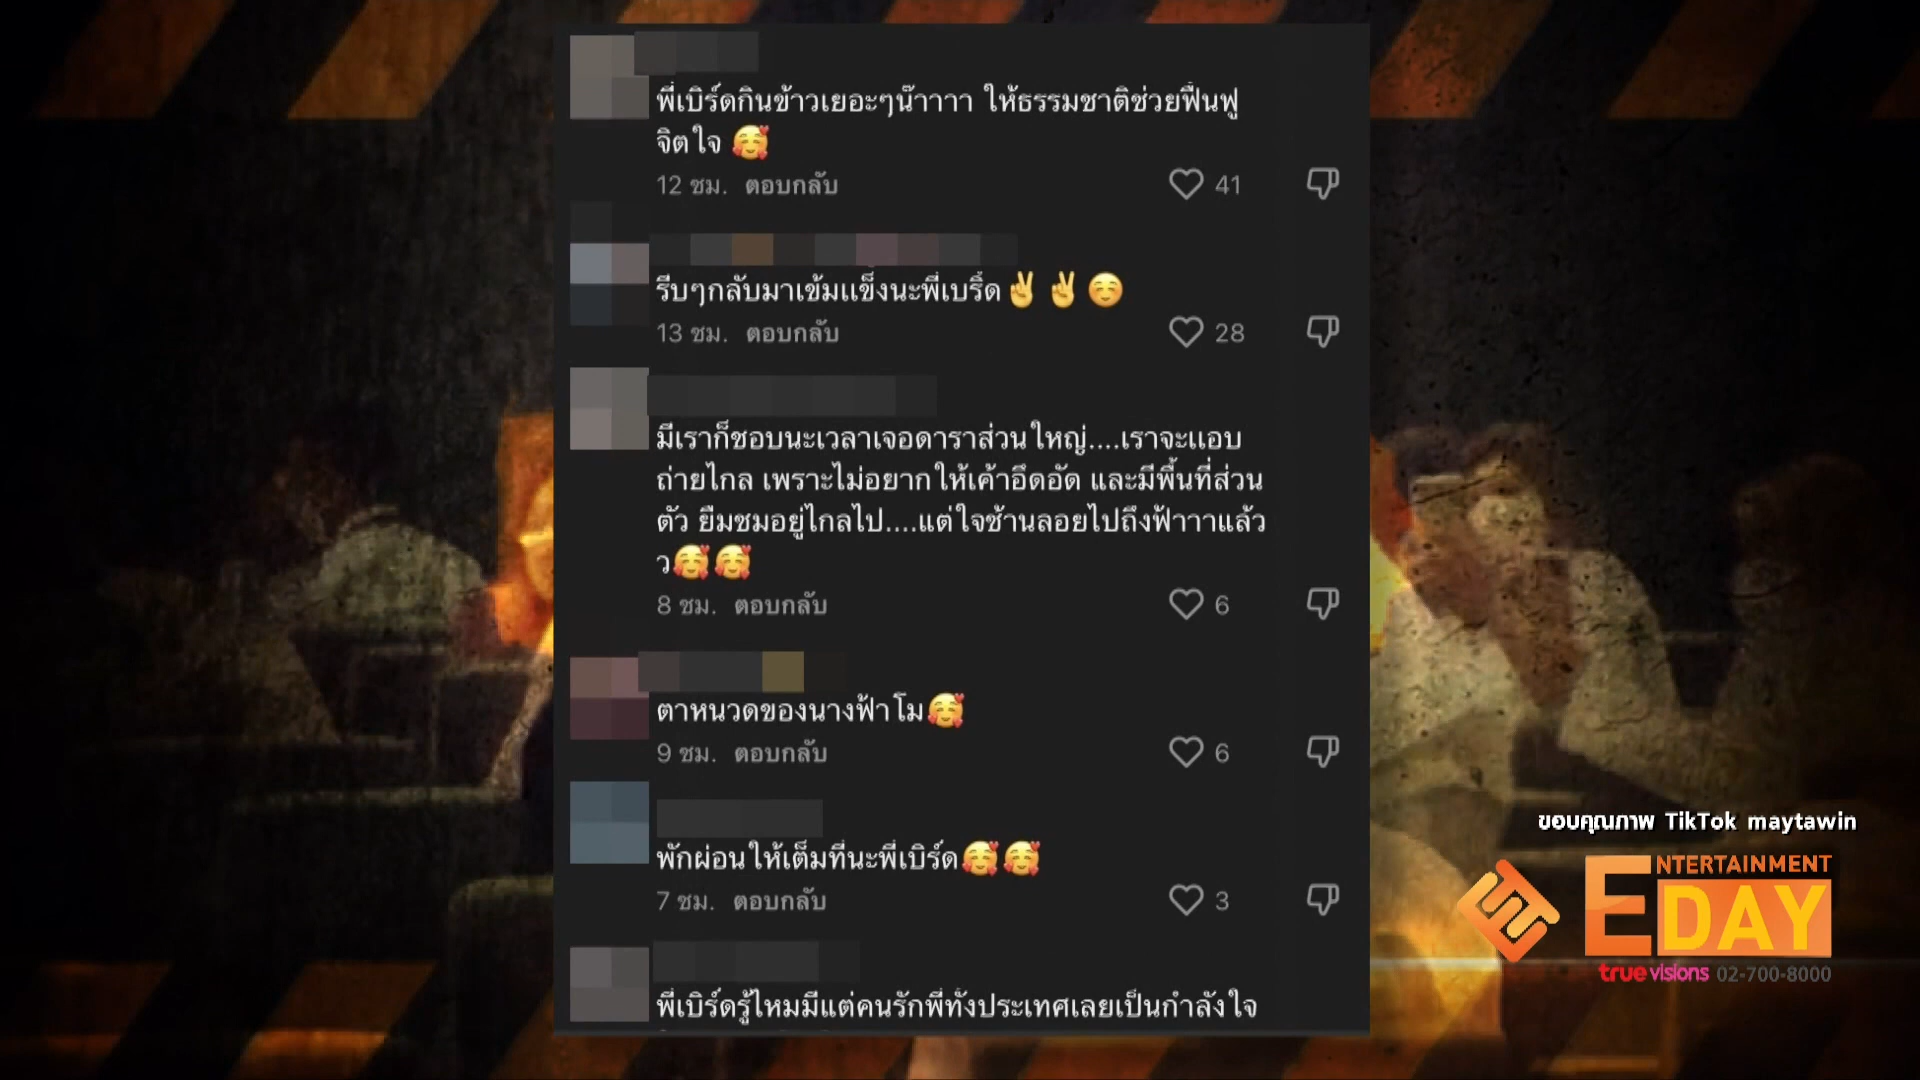 พี่เบิร์ดกินข้าวเยอะๆน๊าาาา ให้ธรรมชาติช่วยฟื้นฟู
จิตใจ 🥰
12 ชม. ตอบกลับ 41
รีบๆกลับมาเข้มแข็งนะพี่เบริ์ด✌️✌️☺️
13 ชม. ตอบกลับ 28
มีเราก็ชอบนะเวลาเจอดาราส่วนใหญ่....เราจะแอบ
ถ่ายไกล เพราะไม่อยากให้เค้าอึดอัด และมีพื้นที่ส่วน
ตัว ยืมชมอยู่ไกลไป....แต่ใจช้านลอยไปถึงฟ้าาาแล้ว
ว🥰🥰
8 ชม. ตอบกลับ 6
ตาหนวดของนางฟ้าโม🥰
9 ชม. ตอบกลับ 6
พักผ่อนให้เต็มที่นะพี่เบิร์ด🥰🥰
7 ชม. ตอบกลับ 3
พี่เบิร์ดรู้ไหมมีแต่คนรักพี่ทั้งประเทศเลยเป็นกำลังใจ
ขอบคุณภาพ TikTok maytawin
ENTERTAINMENT
DAY
truevisions 02-700-8000